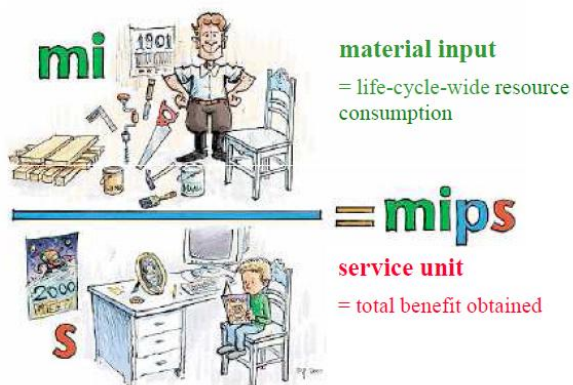 mi
1901
material input
= life-cycle-wide resource
consumption
= mips
2000
s
service unit
= total benefit obtained